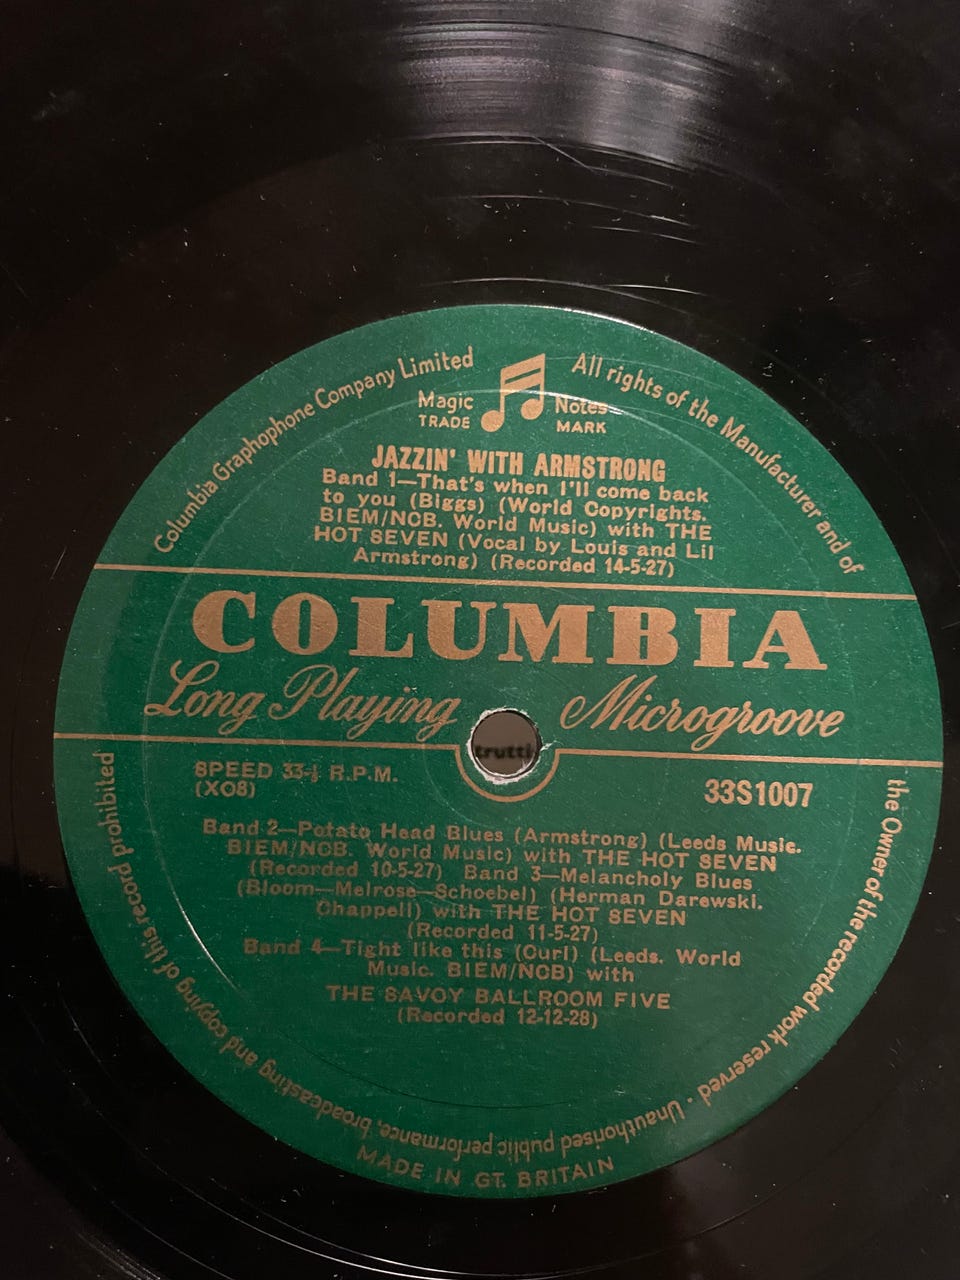 Columbia Graphophone Company Limited
All rights of the Manufacturer and of
the Owner of the recorded work reserved · Unauthorised public performance, broadcasting and copying of this record prohibited
Magic Notes
TRADE MARK
JAZZIN' WITH ARMSTRONG
Band 1—That's when I'll come back
to you (Biggs) (World Copyrights.
BIEM/NCB. World Music) with THE
HOT SEVEN (Vocal by Louis and Lil
Armstrong) (Recorded 14-5-27)
COLUMBIA
Long Playing Microgroove
trutti
SPEED 33-⅓ R.P.M.
(XO8)
33S1007
Band 2—Potato Head Blues (Armstrong) (Leeds Music.
BIEM/NCB. World Music) with THE HOT SEVEN
(Recorded 10-5-27) Band 3—Melancholy Blues
(Bloom—Melrose—Schoebel) (Herman Darewski.
Chappell) with THE HOT SEVEN
(Recorded 11-5-27)
Band 4—Tight like this (Curl) (Leeds. World
Music. BIEM/NCB) with
THE SAVOY BALLROOM FIVE
(Recorded 12-12-28)
MADE IN GT. BRITAIN